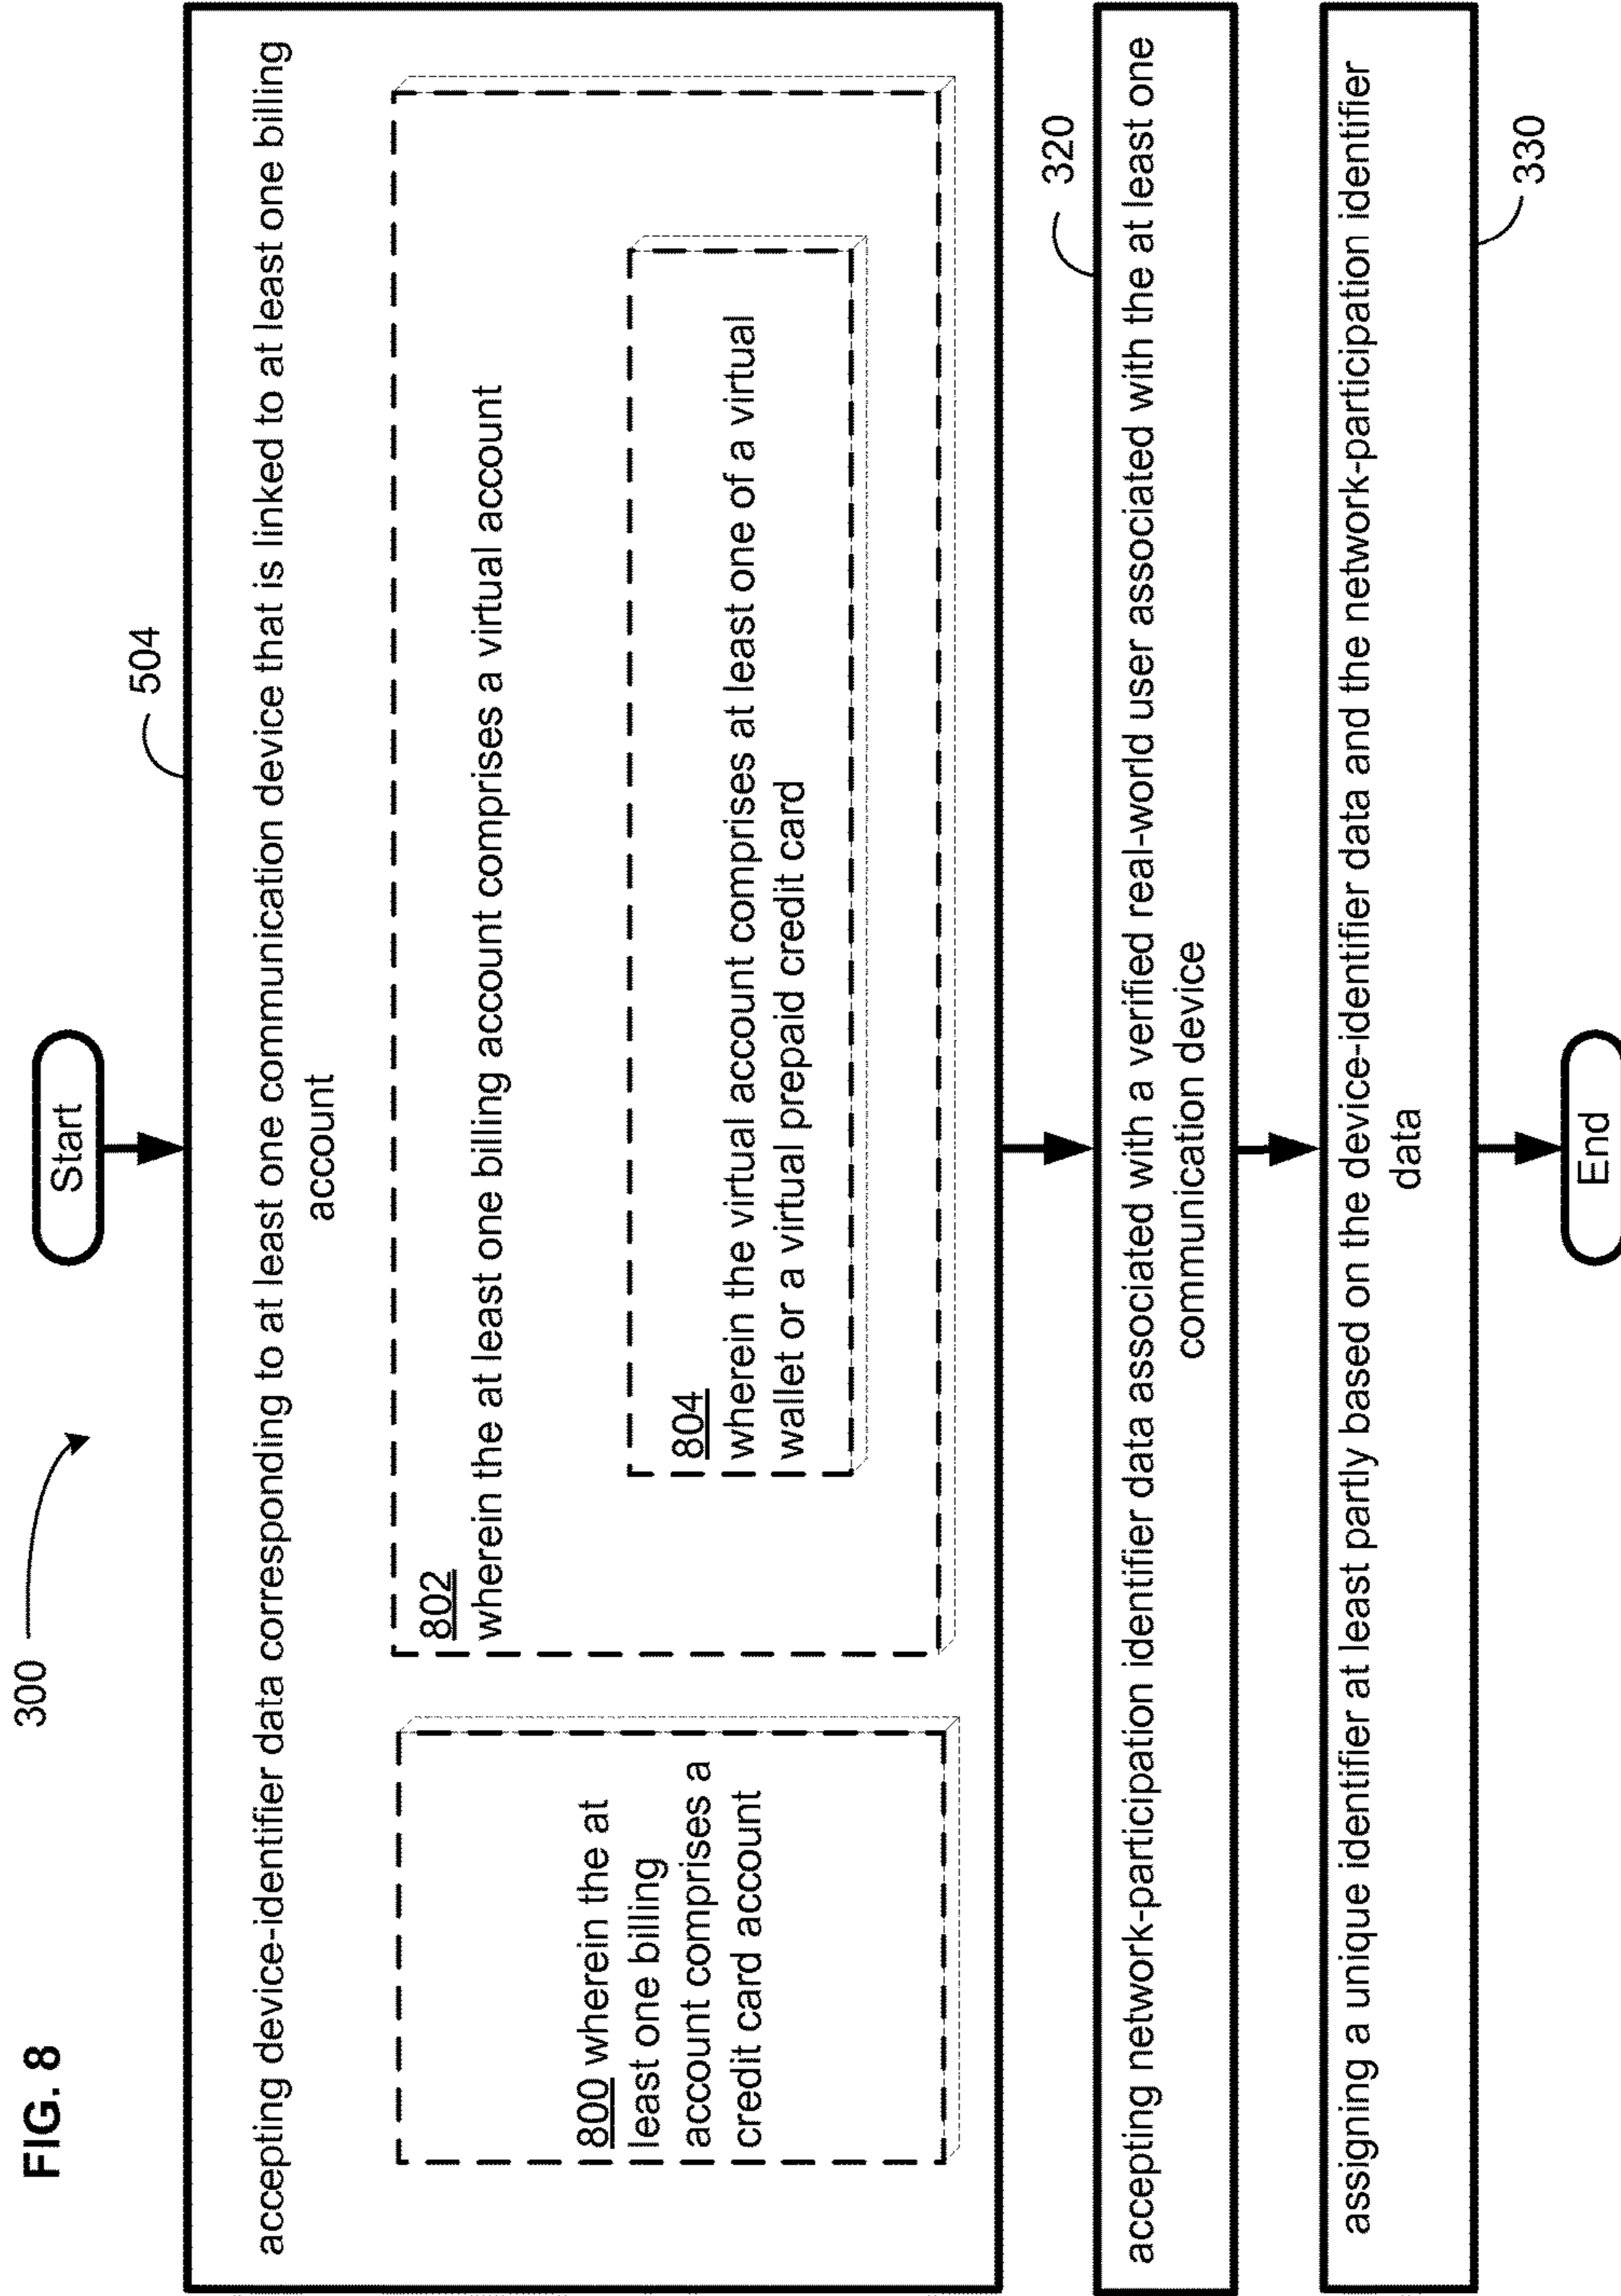 FIG. 8
300
Start
504
accepting device-identifier data corresponding to at least one communication device that is linked to at least one billing
account
800 wherein the at
least one billing
account comprises a
credit card account
802
wherein the at least one billing account comprises a virtual account
804
wherein the virtual account comprises at least one of a virtual
wallet or a virtual prepaid credit card
320
accepting network-participation identifier data associated with a verified real-world user associated with the at least one
communication device
assigning a unique identifier at least partly based on the device-identifier data and the network-participation identifier
data
330
End